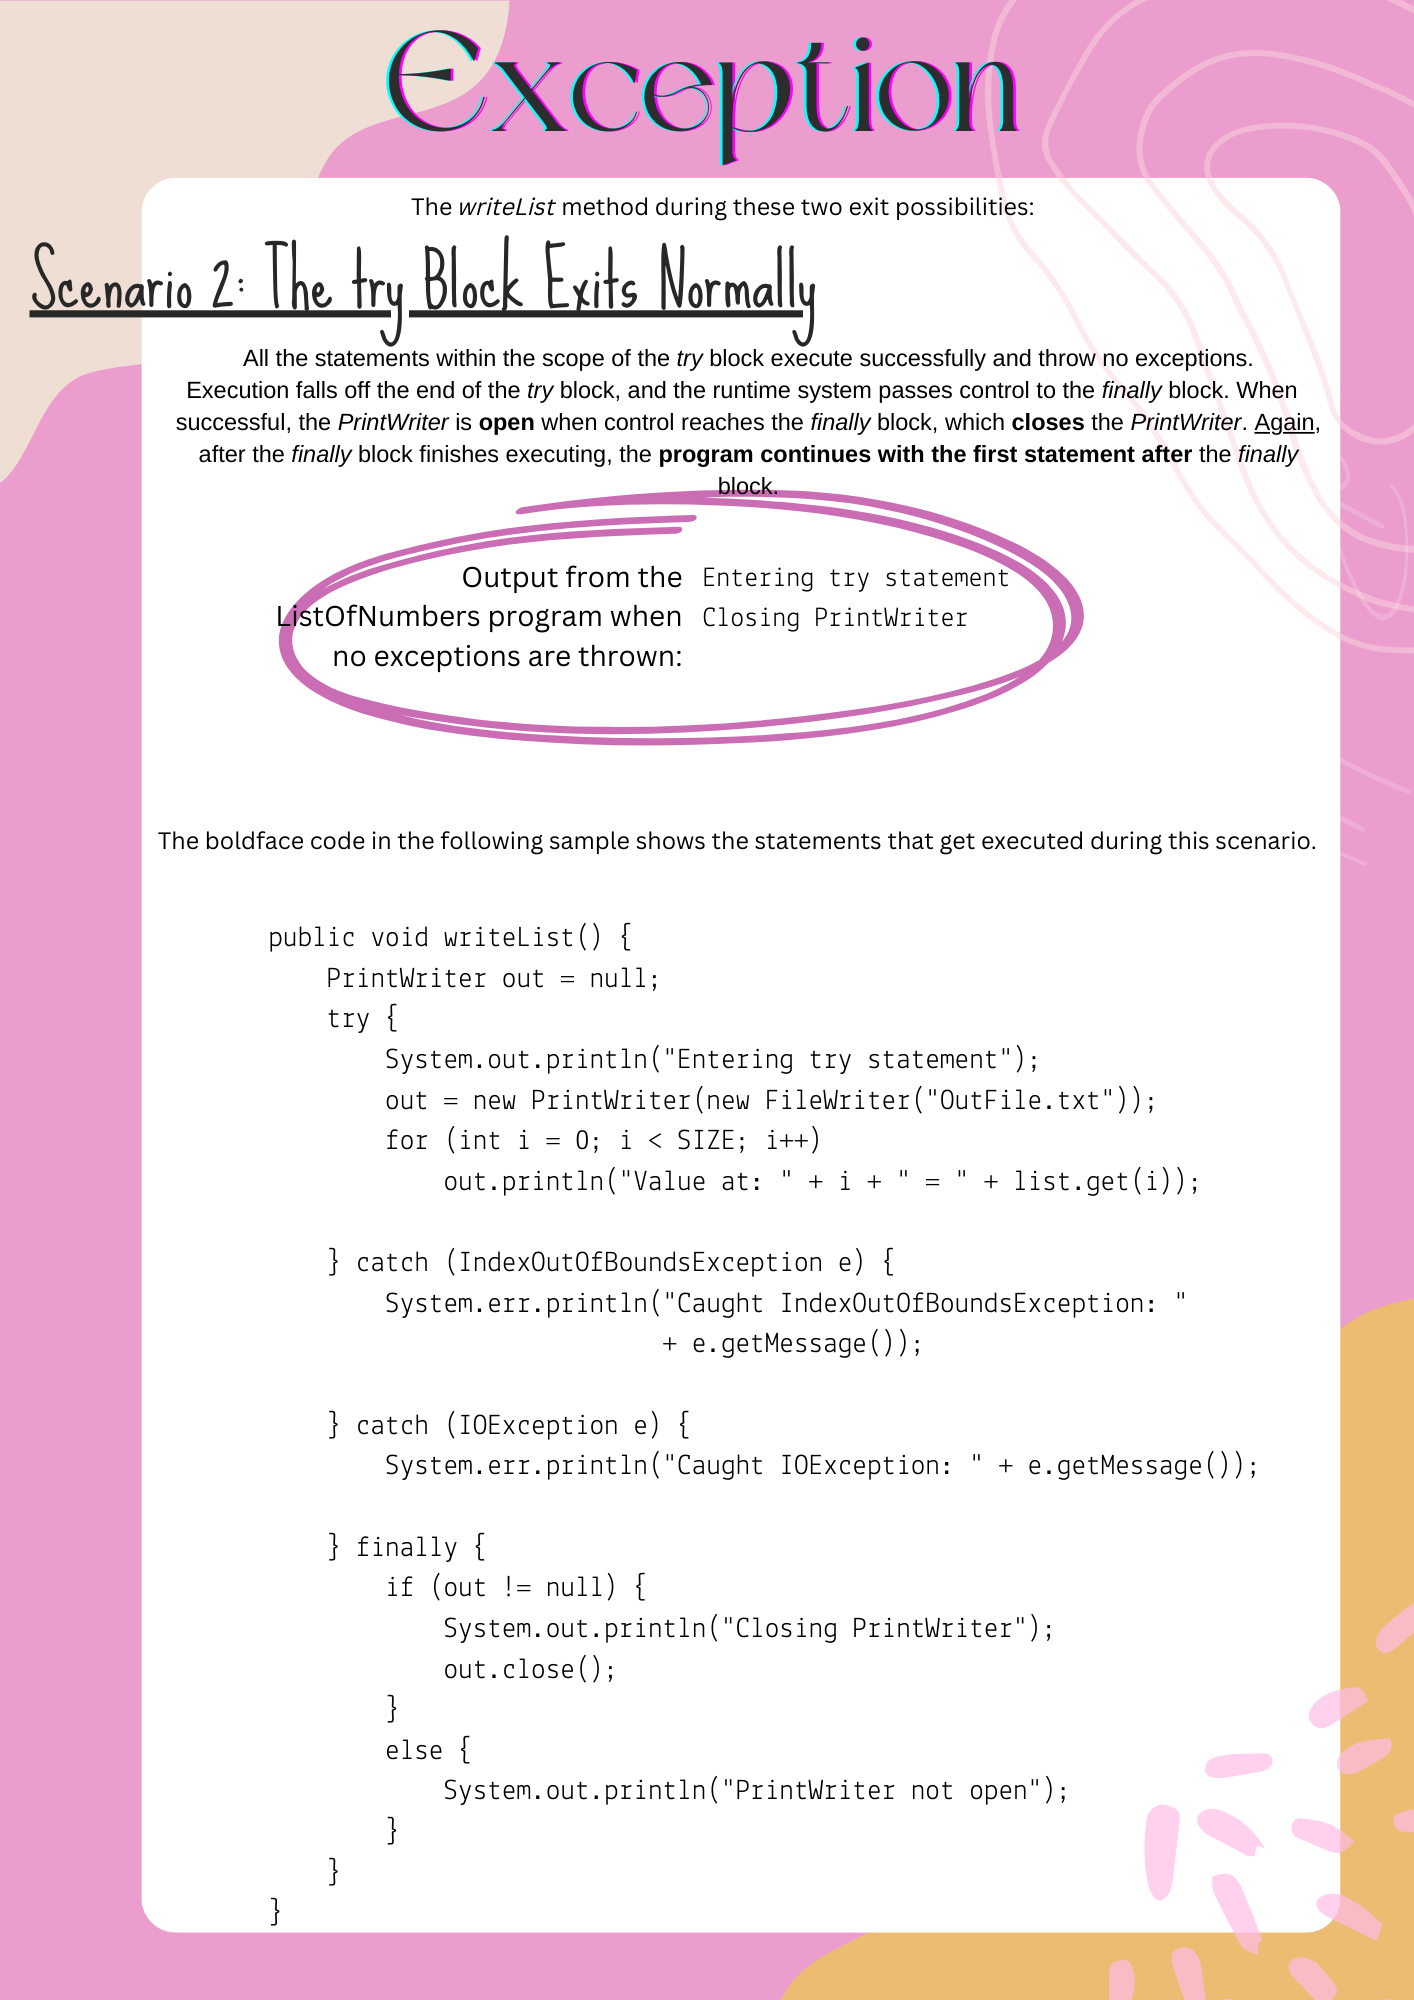 Exception
The writeList method during these two exit possibilities:
Scenario 2: The try Block Exits Normally
All the statements within the scope of the try block execute successfully and throw no exceptions.
Execution falls off the end of the try block, and the runtime system passes control to the finally block. When
successful, the PrintWriter is open when control reaches the finally block, which closes the PrintWriter. Again,
after the finally block finishes executing, the program continues with the first statement after the finally
block.
Output from the
ListOfNumbers program when
no exceptions are thrown:
Entering try statement
Closing PrintWriter
The boldface code in the following sample shows the statements that get executed during this scenario.
public void writeList() {
    PrintWriter out = null;
    try {
        System.out.println("Entering try statement");
        out = new PrintWriter(new FileWriter("OutFile.txt"));
        for (int i = 0; i < SIZE; i++)
            out.println("Value at: " + i + " = " + list.get(i));
    } catch (IndexOutOfBoundsException e) {
        System.err.println("Caught IndexOutOfBoundsException: "
                           + e.getMessage());
    } catch (IOException e) {
        System.err.println("Caught IOException: " + e.getMessage());
    } finally {
        if (out != null) {
            System.out.println("Closing PrintWriter");
            out.close();
        }
        else {
            System.out.println("PrintWriter not open");
        }
    }
}